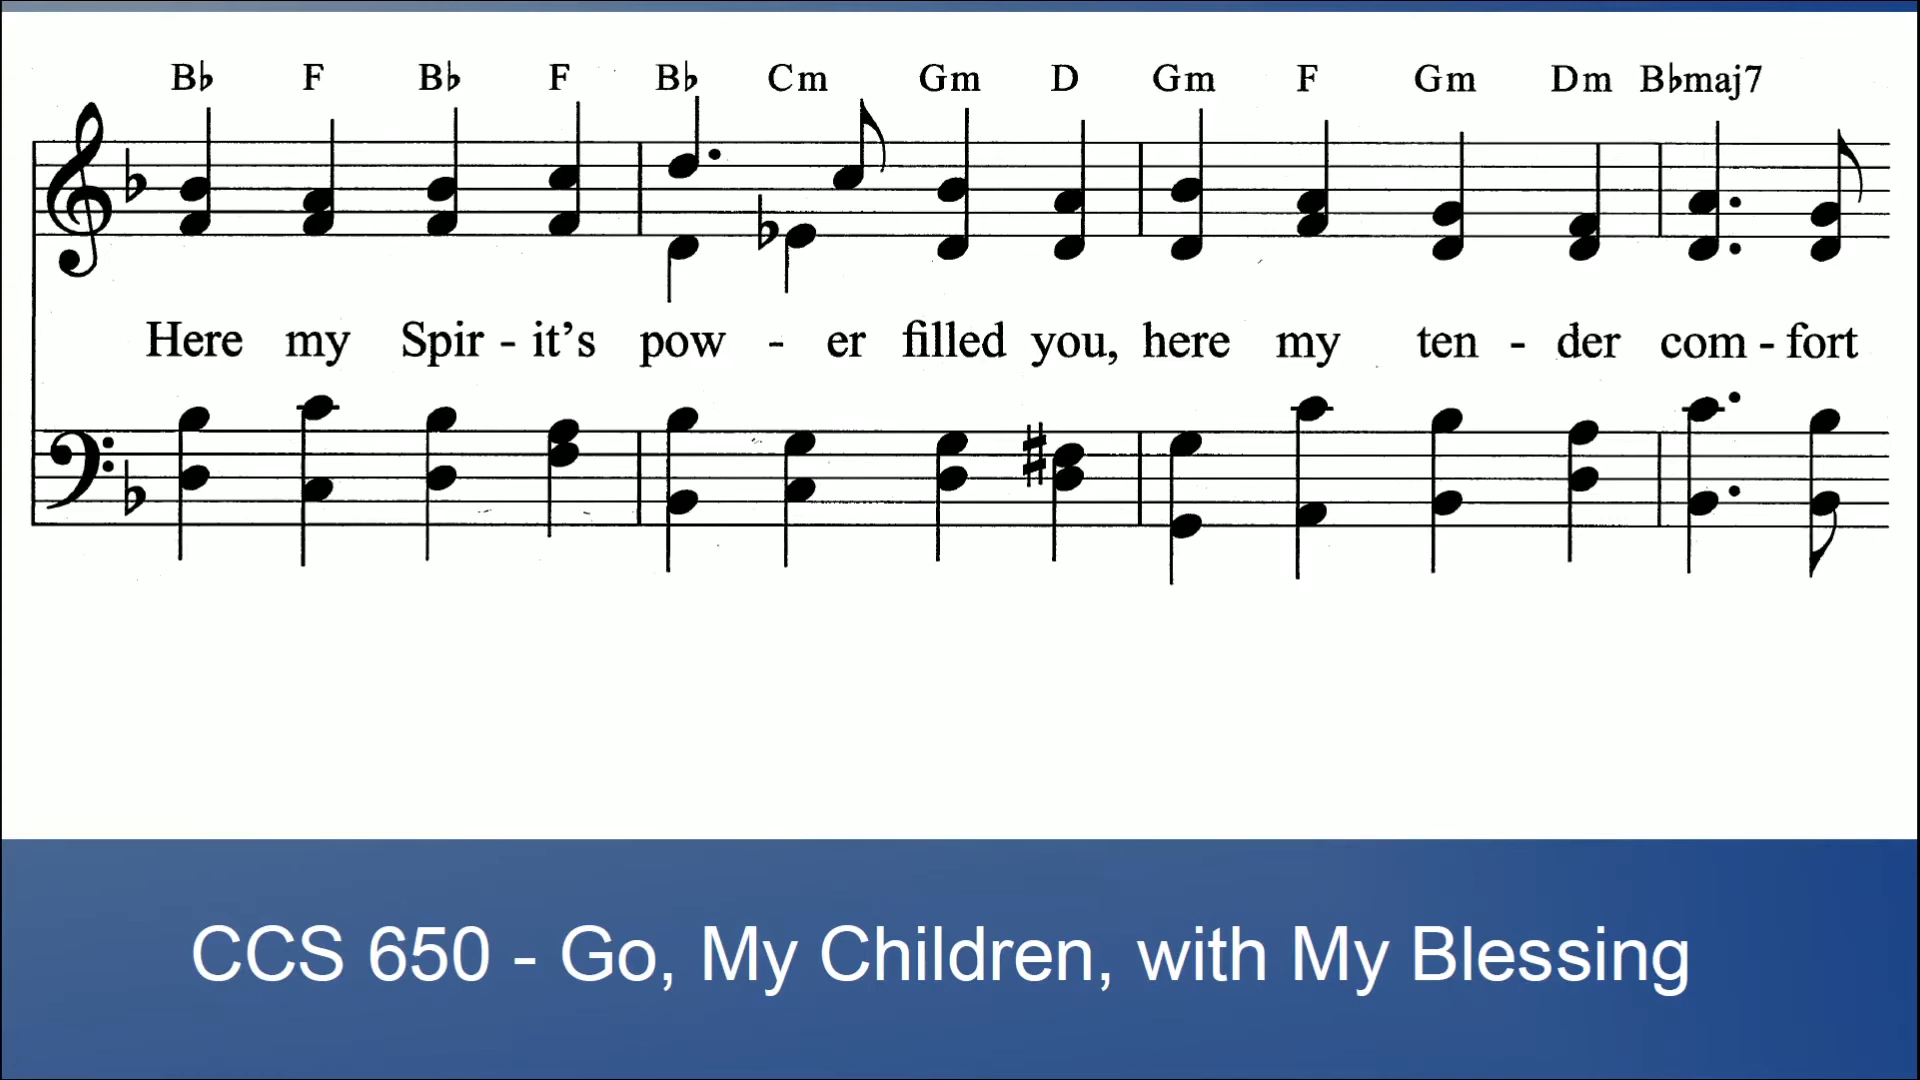 B♭ F B♭ F B♭ Cm Gm D Gm F Gm Dm B♭maj7
Here my Spir - it's pow - er filled you, here my ten - der com - fort
CCS 650 - Go, My Children, with My Blessing